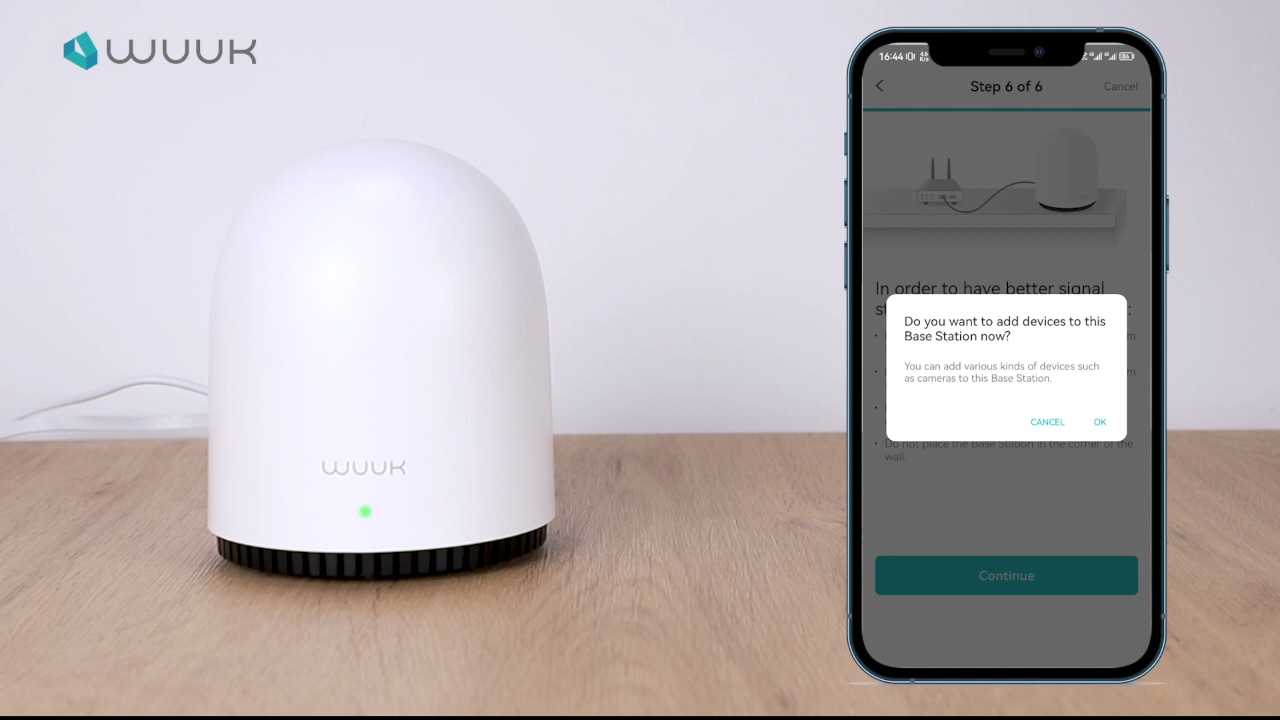 WUUK
WUUK
16:44
Step 6 of 6
Cancel
In order to have better signal
Do you want to add devices to this
Base Station now?
You can add various kinds of devices such
as cameras to this Base Station.
CANCEL
OK
Do not place the Base Station in the corner of the
wall.
Continue